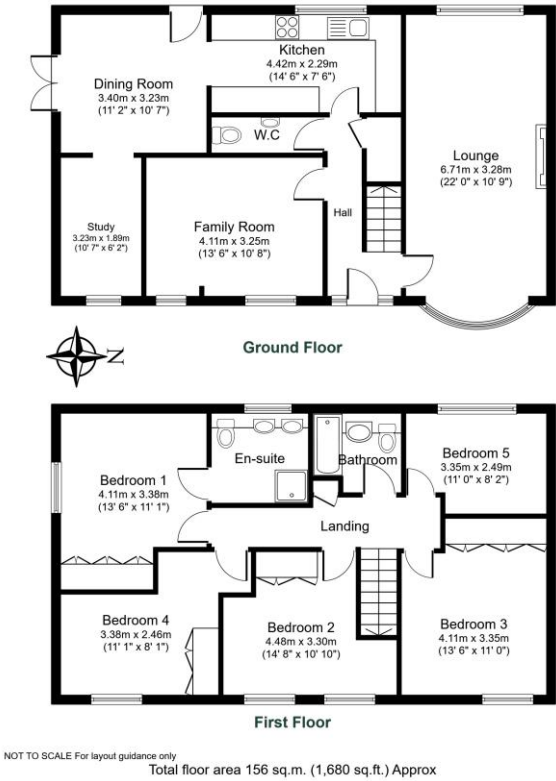 Kitchen
4.42m x 2.29m
(14' 6" x 7' 6")
Dining Room
3.40m x 3.23m
(11' 2" x 10' 7")
W.C
Lounge
6.71m x 3.28m
(22' 0" x 10' 9")
Study
3.23m x 1.89m
(10' 7" x 6' 2")
Family Room
4.11m x 3.25m
(13' 6" x 10' 8")
Hall
Ground Floor
N
En-suite
Bathroom
Bedroom 5
3.35m x 2.49m
(11' 0" x 8' 2")
Bedroom 1
4.11m x 3.38m
(13' 6" x 11' 1")
Landing
Bedroom 4
3.38m x 2.46m
(11' 1" x 8' 1")
Bedroom 2
4.48m x 3.30m
(14' 8" x 10' 10")
Bedroom 3
4.11m x 3.35m
(13' 6" x 11' 0")
First Floor
NOT TO SCALE For layout guidance only
Total floor area 156 sq.m. (1,680 sq.ft.) Approx